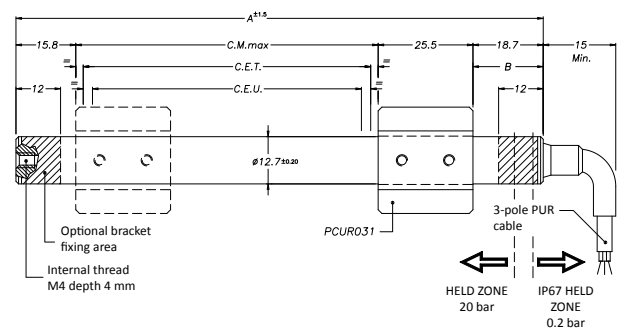 A±1.5
15.8
C.M.max
25.5
18.7
15
Min.
C.E.T.
B
12
C.E.U.
12
ø12.7±0.20
Optional bracket
fixing area
PCUR031
3-pole PUR
cable
Internal thread
M4 depth 4 mm
HELD ZONE
20 bar
IP67 HELD
ZONE
0.2 bar